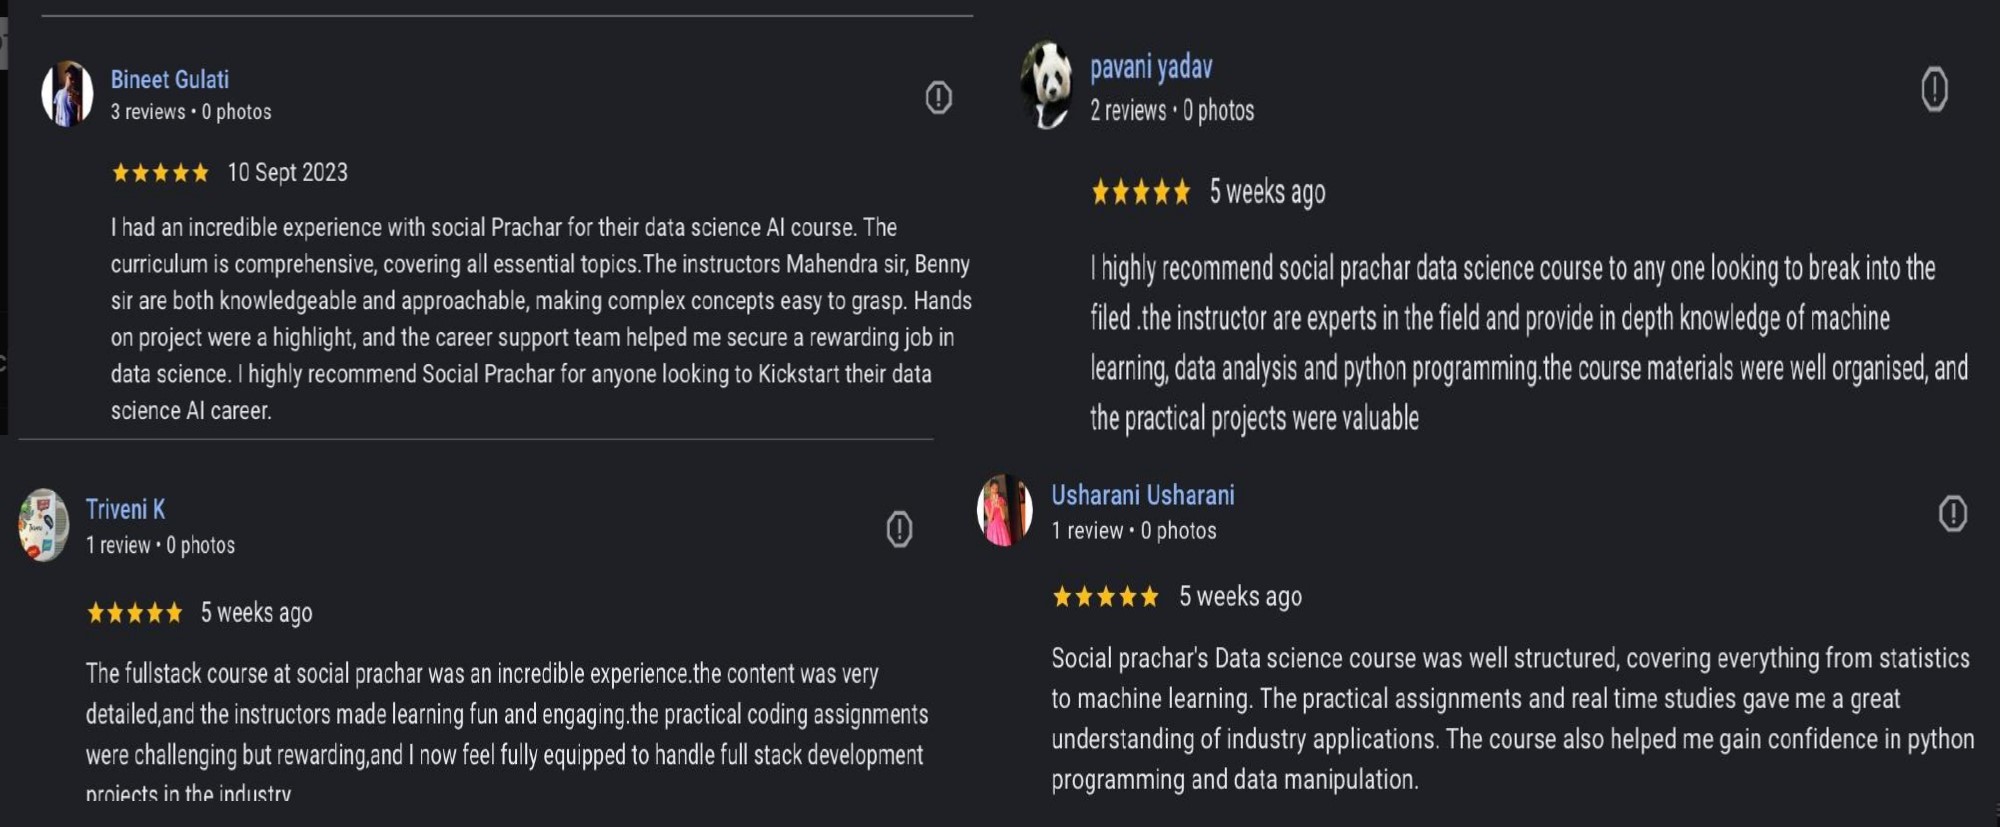 Bineet Gulati
3 reviews • 0 photos
★★★★★ 10 Sept 2023
I had an incredible experience with social Prachar for their data science AI course. The
curriculum is comprehensive, covering all essential topics.The instructors Mahendra sir, Benny
sir are both knowledgeable and approachable, making complex concepts easy to grasp. Hands
on project were a highlight, and the career support team helped me secure a rewarding job in
data science. I highly recommend Social Prachar for anyone looking to Kickstart their data
science AI career.
pavani yadav
2 reviews • 0 photos
★★★★★ 5 weeks ago
I highly recommend social prachar data science course to any one looking to break into the
filed .the instructor are experts in the field and provide in depth knowledge of machine
learning, data analysis and python programming.the course materials were well organised, and
the practical projects were valuable
Triveni K
1 review • 0 photos
★★★★★ 5 weeks ago
The fullstack course at social prachar was an incredible experience.the content was very
detailed,and the instructors made learning fun and engaging.the practical coding assignments
were challenging but rewarding,and I now feel fully equipped to handle full stack development
projects in the industry
Usharani Usharani
1 review • 0 photos
★★★★★ 5 weeks ago
Social prachar's Data science course was well structured, covering everything from statistics
to machine learning. The practical assignments and real time studies gave me a great
understanding of industry applications. The course also helped me gain confidence in python
programming and data manipulation.